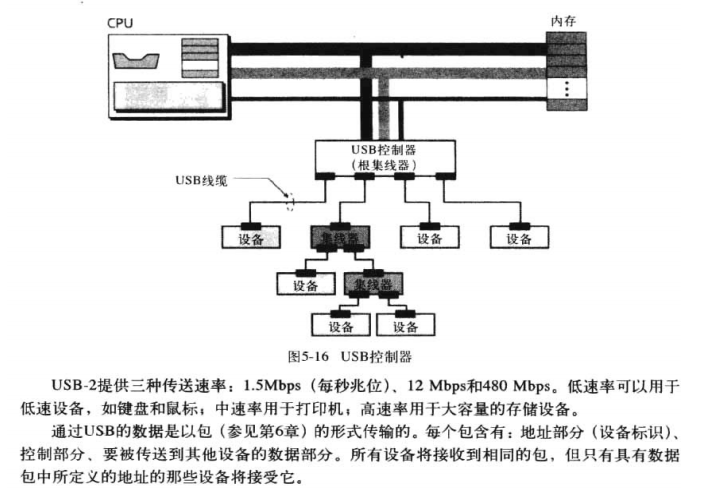 CPU
内存
USB控制器
(根集线器)
USB线缆
设备
集线器
设备
设备
设备
集线器
设备
设备
图5-16 USB控制器
USB-2提供三种传送速率：1.5Mbps（每秒兆位）、12 Mbps和480 Mbps。低速率可以用于
低速设备，如键盘和鼠标；中速率用于打印机；高速率用于大容量的存储设备。
通过USB的数据是以包（参见第6章）的形式传输的。每个包含有：地址部分（设备标识）、
控制部分、要被传送到其他设备的数据部分。所有设备将接收到相同的包，但只有具有数据
包中所定义的地址的那些设备将接受它。